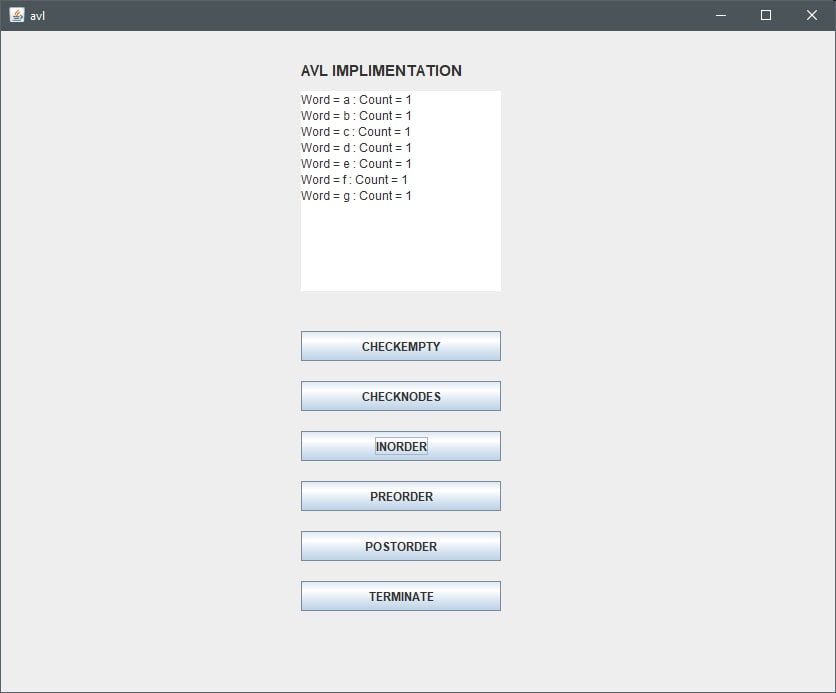 avl
AVL IMPLIMENTATION
Word = a : Count = 1
Word = b : Count = 1
Word = c : Count = 1
Word = d : Count = 1
Word = e : Count = 1
Word = f : Count = 1
Word = g : Count = 1
CHECKEMPTY
CHECKNODES
INORDER
PREORDER
POSTORDER
TERMINATE